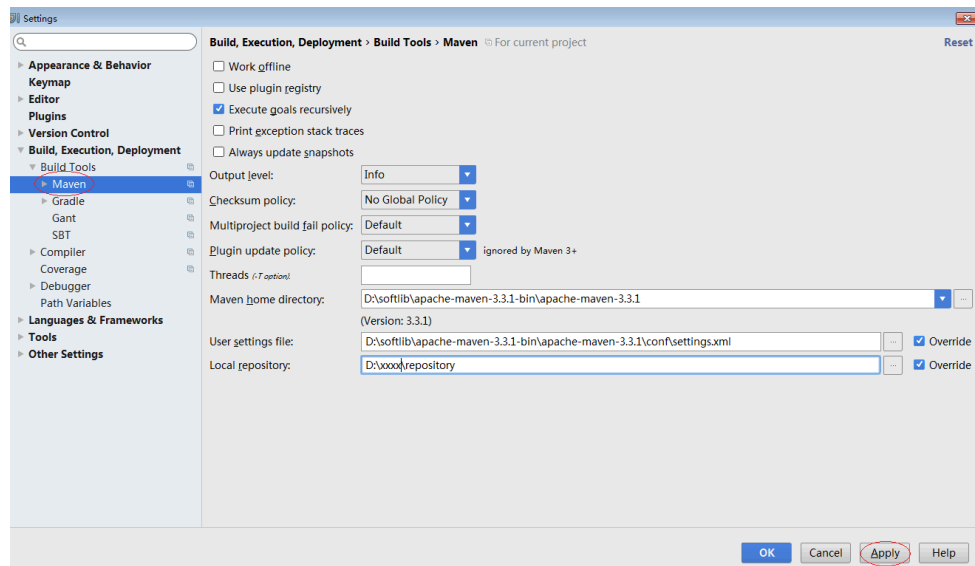 Settings
Appearance & Behavior
Keymap
Editor
Plugins
Version Control
Build, Execution, Deployment
Build Tools
Maven
Gradle
Gant
SBT
Compiler
Coverage
Debugger
Path Variables
Languages & Frameworks
Tools
Other Settings
Build, Execution, Deployment › Build Tools › Maven For current project Reset
Work offline
Use plugin registry
Execute goals recursively
Print exception stack traces
Always update snapshots
Output level: Info
Checksum policy: No Global Policy
Multiproject build fail policy: Default
Plugin update policy: Default ignored by Maven 3+
Threads (-T option):
Maven home directory: D:\softlib\apache-maven-3.3.1-bin\apache-maven-3.3.1 ...
(Version: 3.3.1)
User settings file: D:\softlib\apache-maven-3.3.1-bin\apache-maven-3.3.1\conf\settings.xml ... Override
Local repository: D:\xxxx\repository ... Override
OK Cancel Apply Help